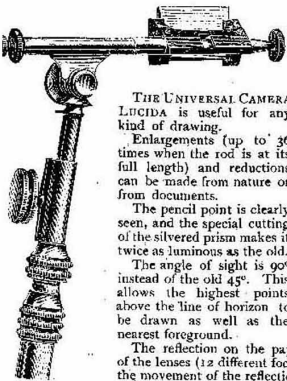 THE UNIVERSAL CAMERA
LUCIDA is useful for any
kind of drawing.
Enlargements (up to 36
times when the rod is at its
full length) and reductions
can be made from nature or
from documents.
The pencil point is clearly
seen, and the special cutting
of the silvered prism makes it
twice as luminous as the old.
The angle of sight is 90°
instead of the old 45°. This
allows the highest points
above the line of horizon to
be drawn as well as the
nearest foreground.
The reflection on the
of the lenses (12 different
the movement of the